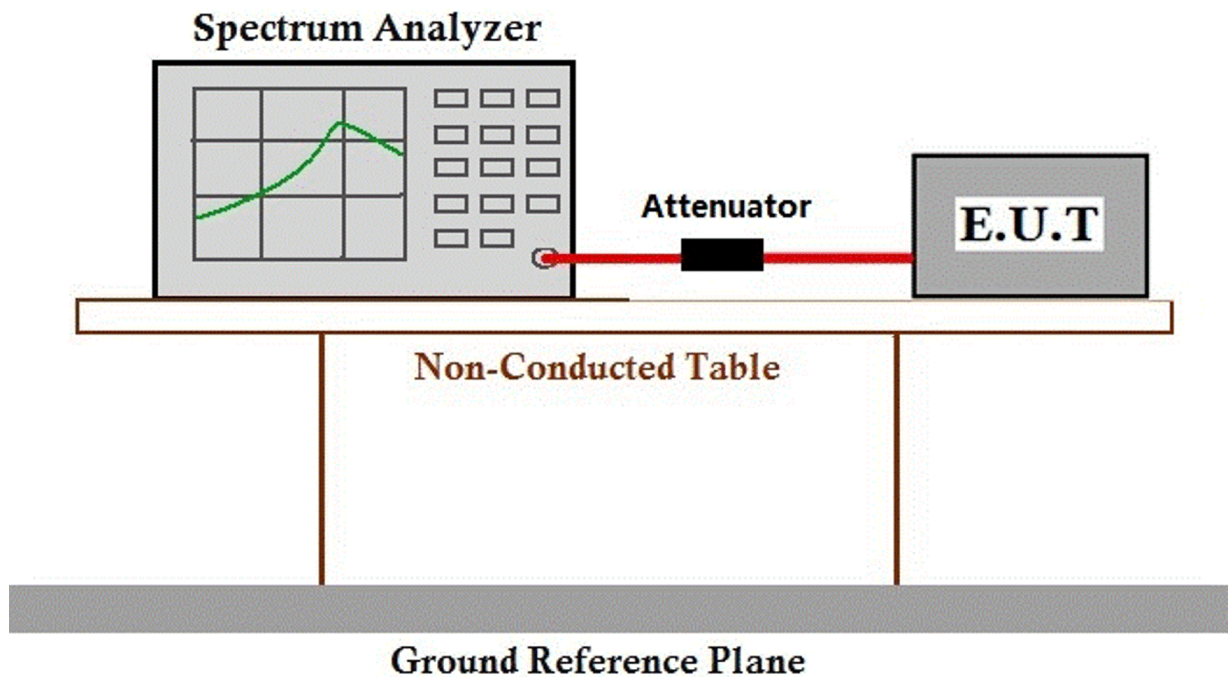 Spectrum Analyzer
Attenuator
E.U.T
Non-Conducted Table
Ground Reference Plane